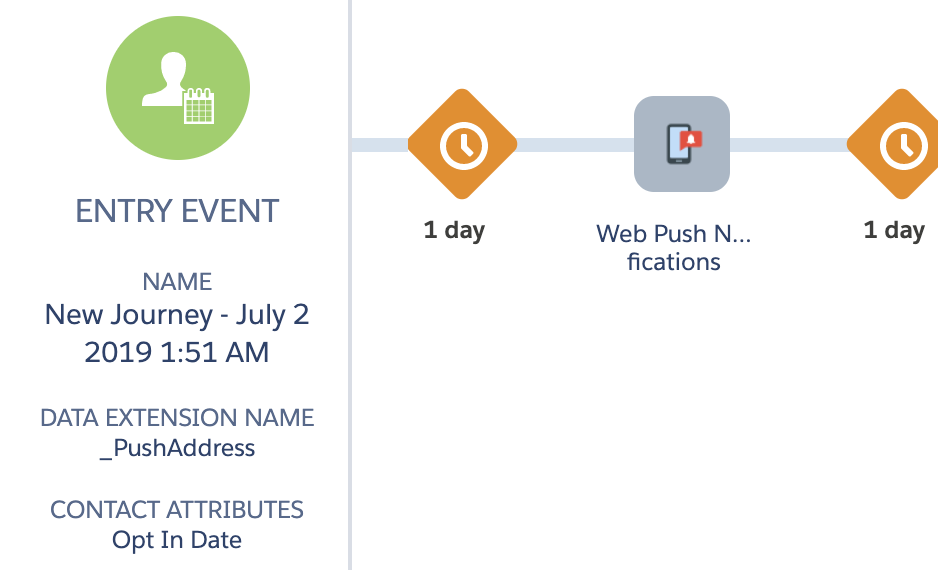 ENTRY EVENT
NAME
New Journey - July 2
2019 1:51 AM
DATA EXTENSION NAME
_PushAddress
CONTACT ATTRIBUTES
Opt In Date
1 day
Web Push N...
fications
1 day